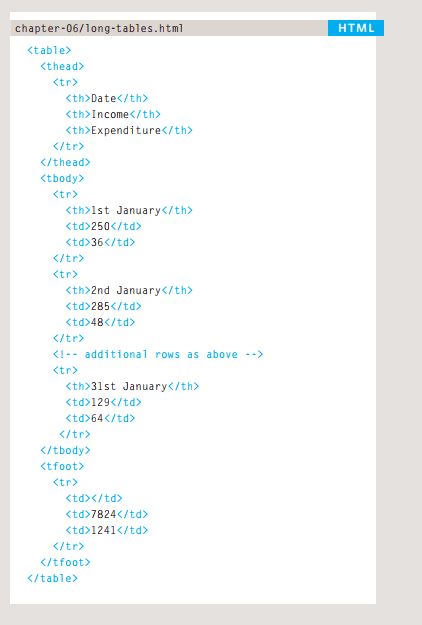 chapter-06/long-tables.html HTML
<table>
<thead>
<tr>
<th>Date</th>
<th>Income</th>
<th>Expenditure</th>
</tr>
</thead>
<tbody>
<tr>
<th>1st January</th>
<td>250</td>
<td>36</td>
</tr>
<tr>
<th>2nd January</th>
<td>285</td>
<td>48</td>
</tr>
<!-- additional rows as above -->
<tr>
<th>31st January</th>
<td>129</td>
<td>64</td>
</tr>
</tbody>
<tfoot>
<tr>
<td></td>
<td>7824</td>
<td>1241</td>
</tr>
</tfoot>
</table>